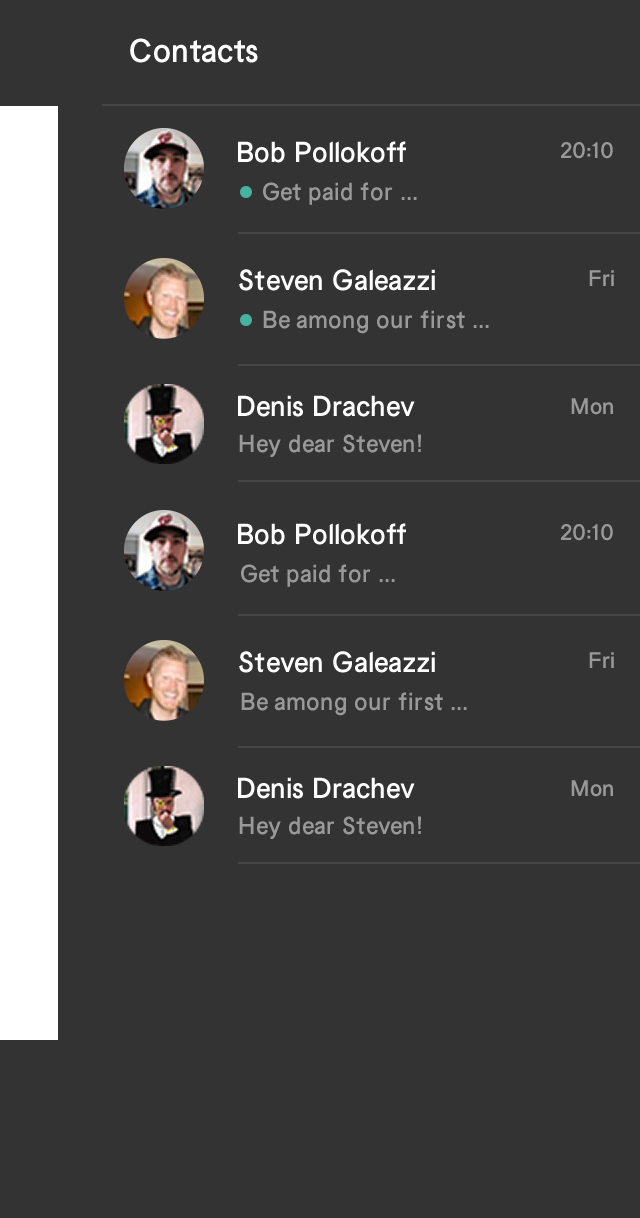 Contacts
Bob Pollokoff 20:10
Get paid for ...
Steven Galeazzi Fri
Be among our first ...
Denis Drachev Mon
Hey dear Steven!
Bob Pollokoff 20:10
Get paid for ...
Steven Galeazzi Fri
Be among our first ...
Denis Drachev Mon
Hey dear Steven!